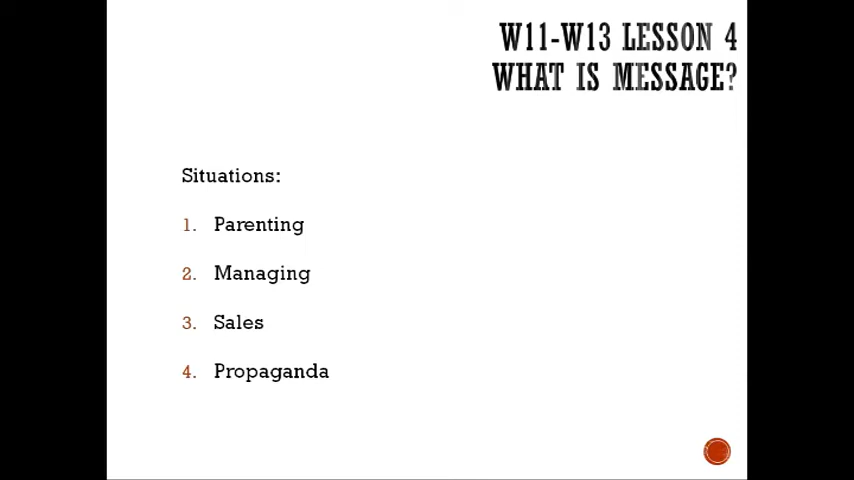 W11-W13 LESSON 4
WHAT IS MESSAGE?
Situations:
1. Parenting
2. Managing
3. Sales
4. Propaganda